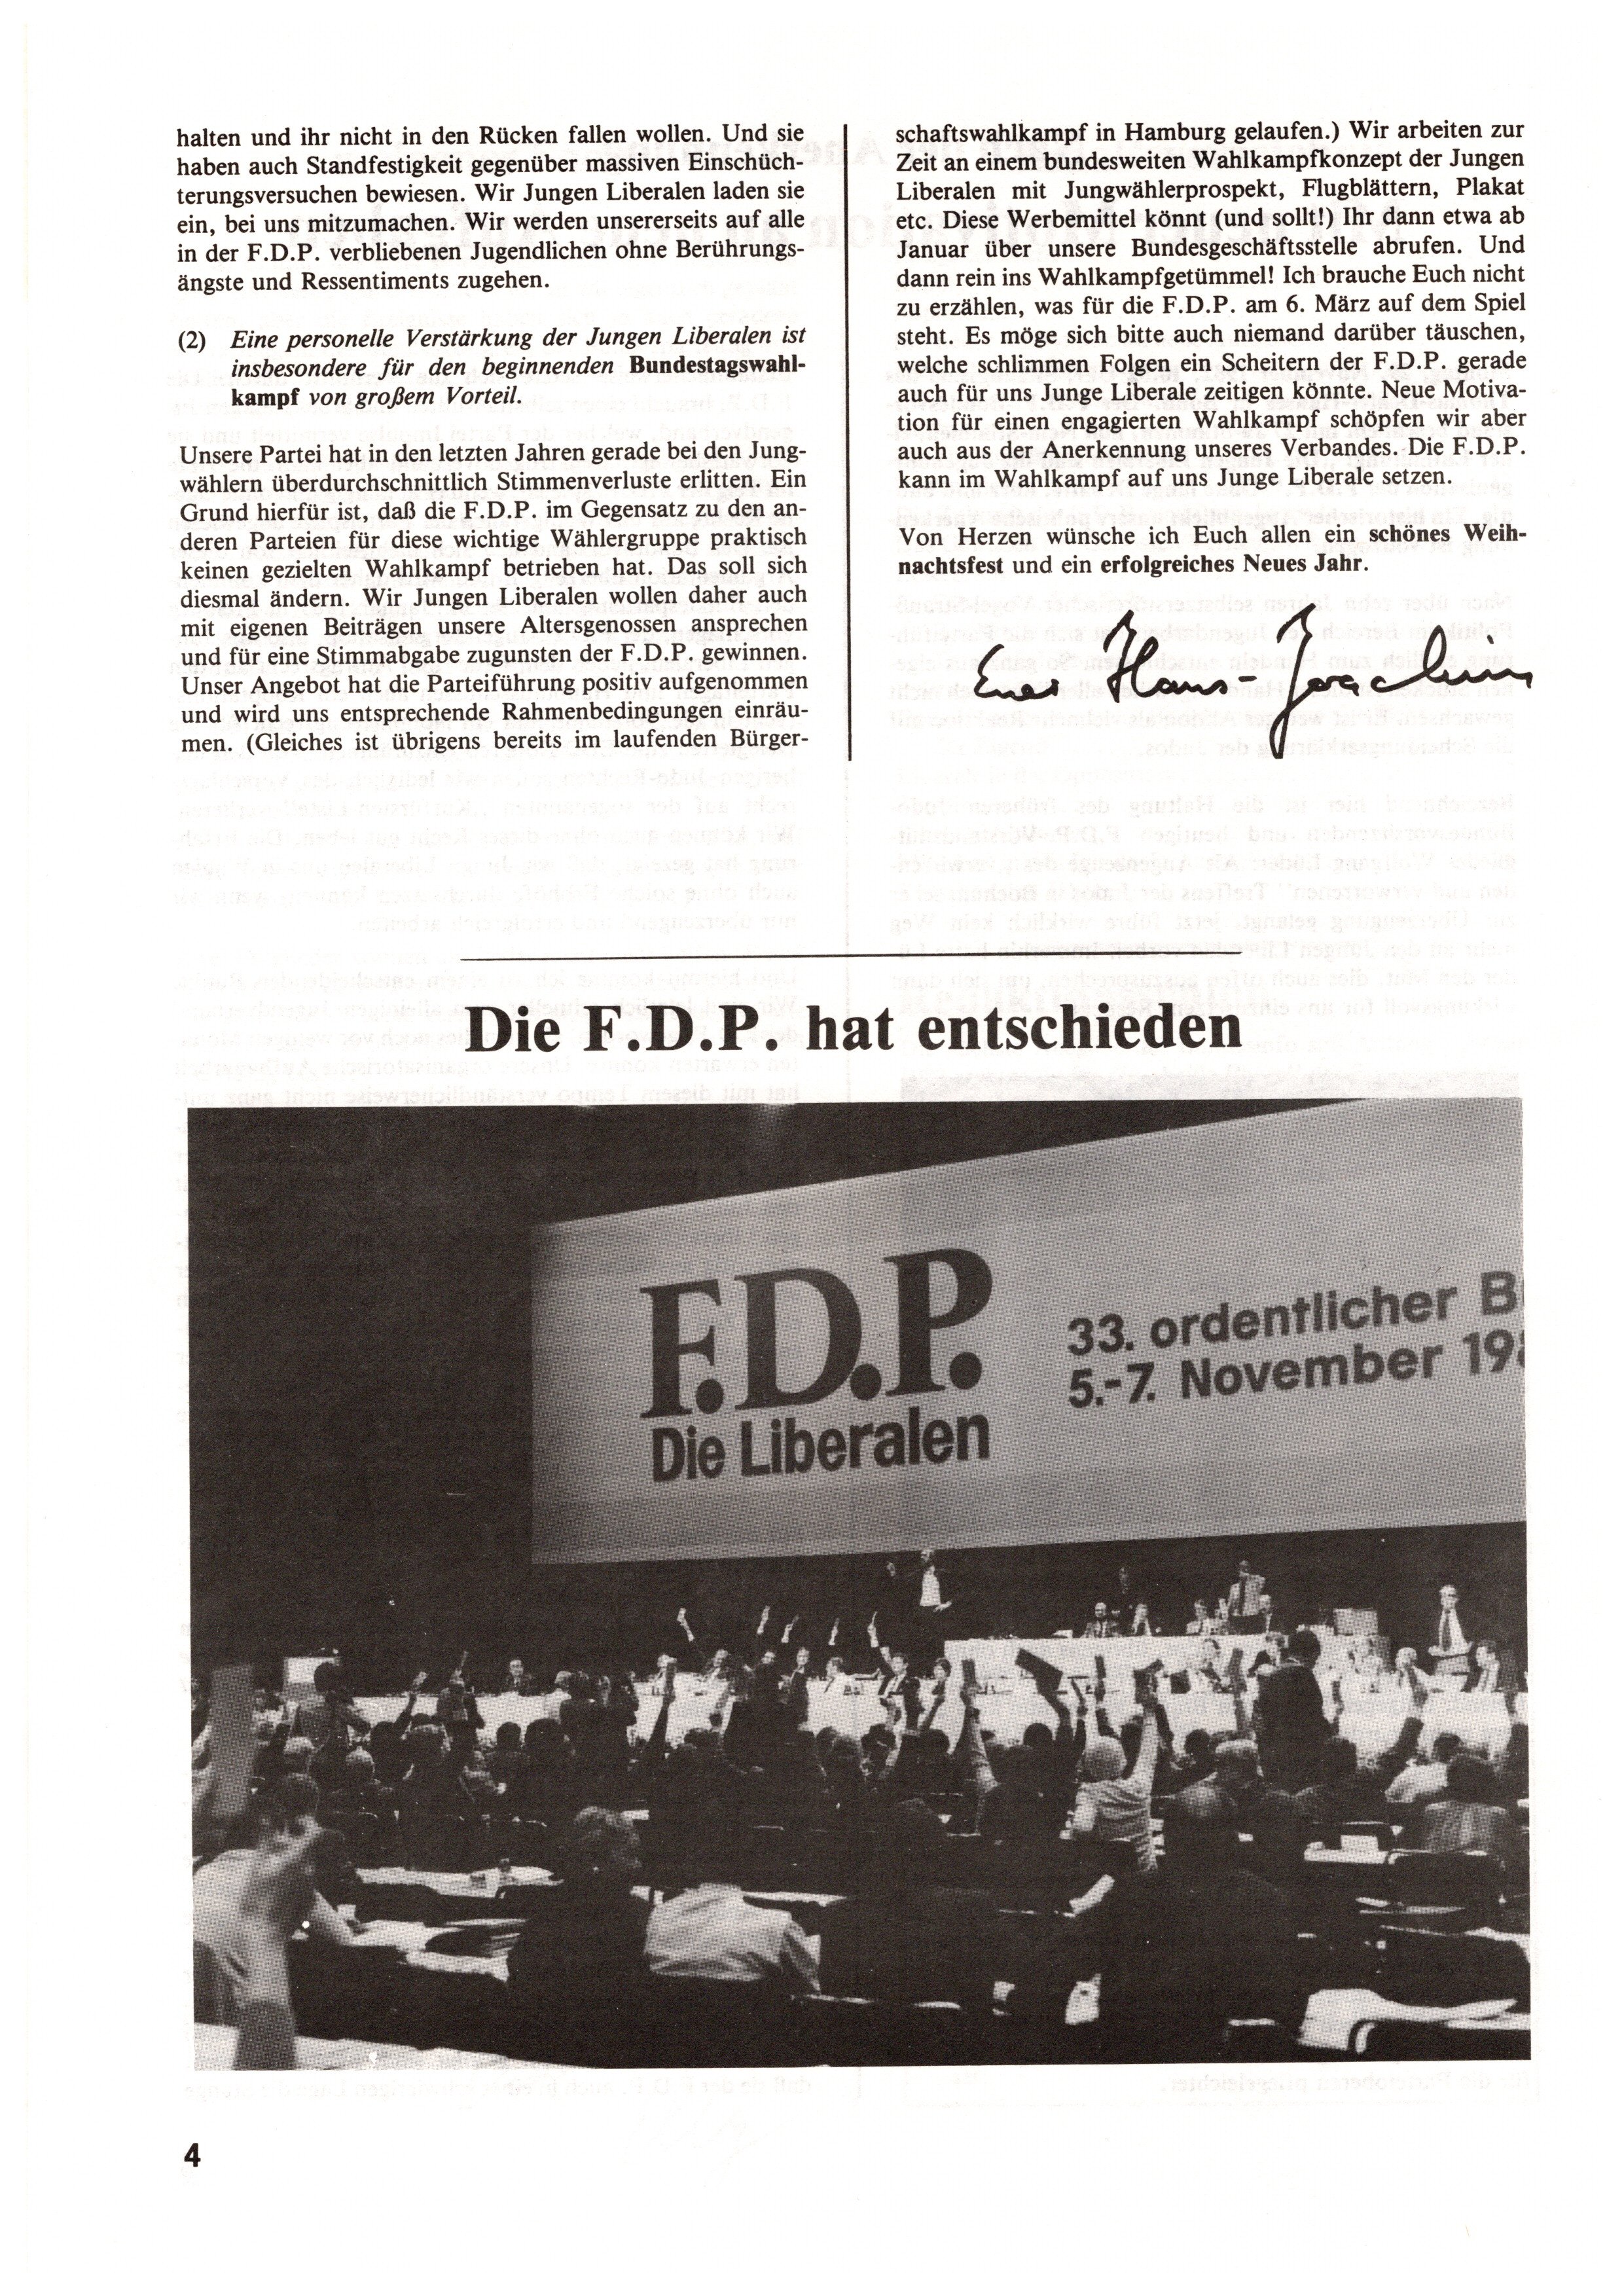 halten und ihr nicht in den Rücken fallen wollen. Und sie
haben auch Standfestigkeit gegenüber massiven Einschüch-
terungsversuchen bewiesen. Wir Jungen Liberalen laden sie
ein, bei uns mitzumachen. Wir werden unsererseits auf alle
in der F.D.P. verbliebenen Jugendlichen ohne Berührungs-
ängste und Ressentiments zugehen.
(2) Eine personelle Verstärkung der Jungen Liberalen ist
insbesondere für den beginnenden Bundestagswahl-
kampf von großem Vorteil.
Unsere Partei hat in den letzten Jahren gerade bei den Jung-
wählern überdurchschnittlich Stimmenverluste erlitten. Ein
Grund hierfür ist, daß die F.D.P. im Gegensatz zu den an-
deren Parteien für diese wichtige Wählergruppe praktisch
keinen gezielten Wahlkampf betrieben hat. Das soll sich
diesmal ändern. Wir Jungen Liberalen wollen daher auch
mit eigenen Beiträgen unsere Altersgenossen ansprechen
und für eine Stimmabgabe zugunsten der F.D.P. gewinnen.
Unser Angebot hat die Parteiführung positiv aufgenommen
und wird uns entsprechende Rahmenbedingungen einräu-
men. (Gleiches ist übrigens bereits im laufenden Bürger-
schaftswahlkampf in Hamburg gelaufen.) Wir arbeiten zur
Zeit an einem bundesweiten Wahlkampfkonzept der Jungen
Liberalen mit Jungwählerprospekt, Flugblättern, Plakat
etc. Diese Werbemittel könnt (und sollt!) Ihr dann etwa ab
Januar über unsere Bundesgeschäftsstelle abrufen. Und
dann rein ins Wahlkampfgetümmel! Ich brauche Euch nicht
zu erzählen, was für die F.D.P. am 6. März auf dem Spiel
steht. Es möge sich bitte auch niemand darüber täuschen,
welche schlimmen Folgen ein Scheitern der F.D.P. gerade
auch für uns Junge Liberale zeitigen könnte. Neue Motiva-
tion für einen engagierten Wahlkampf schöpfen wir aber
auch aus der Anerkennung unseres Verbandes. Die F.D.P.
kann im Wahlkampf auf uns Junge Liberale setzen.
Von Herzen wünsche ich Euch allen ein schönes Weih-
nachtsfest und ein erfolgreiches Neues Jahr.
Euer Hans-Joachim
Die F.D.P. hat entschieden
F.D.P.
Die Liberalen
33. ordentlicher B
5.-7. November 198
4